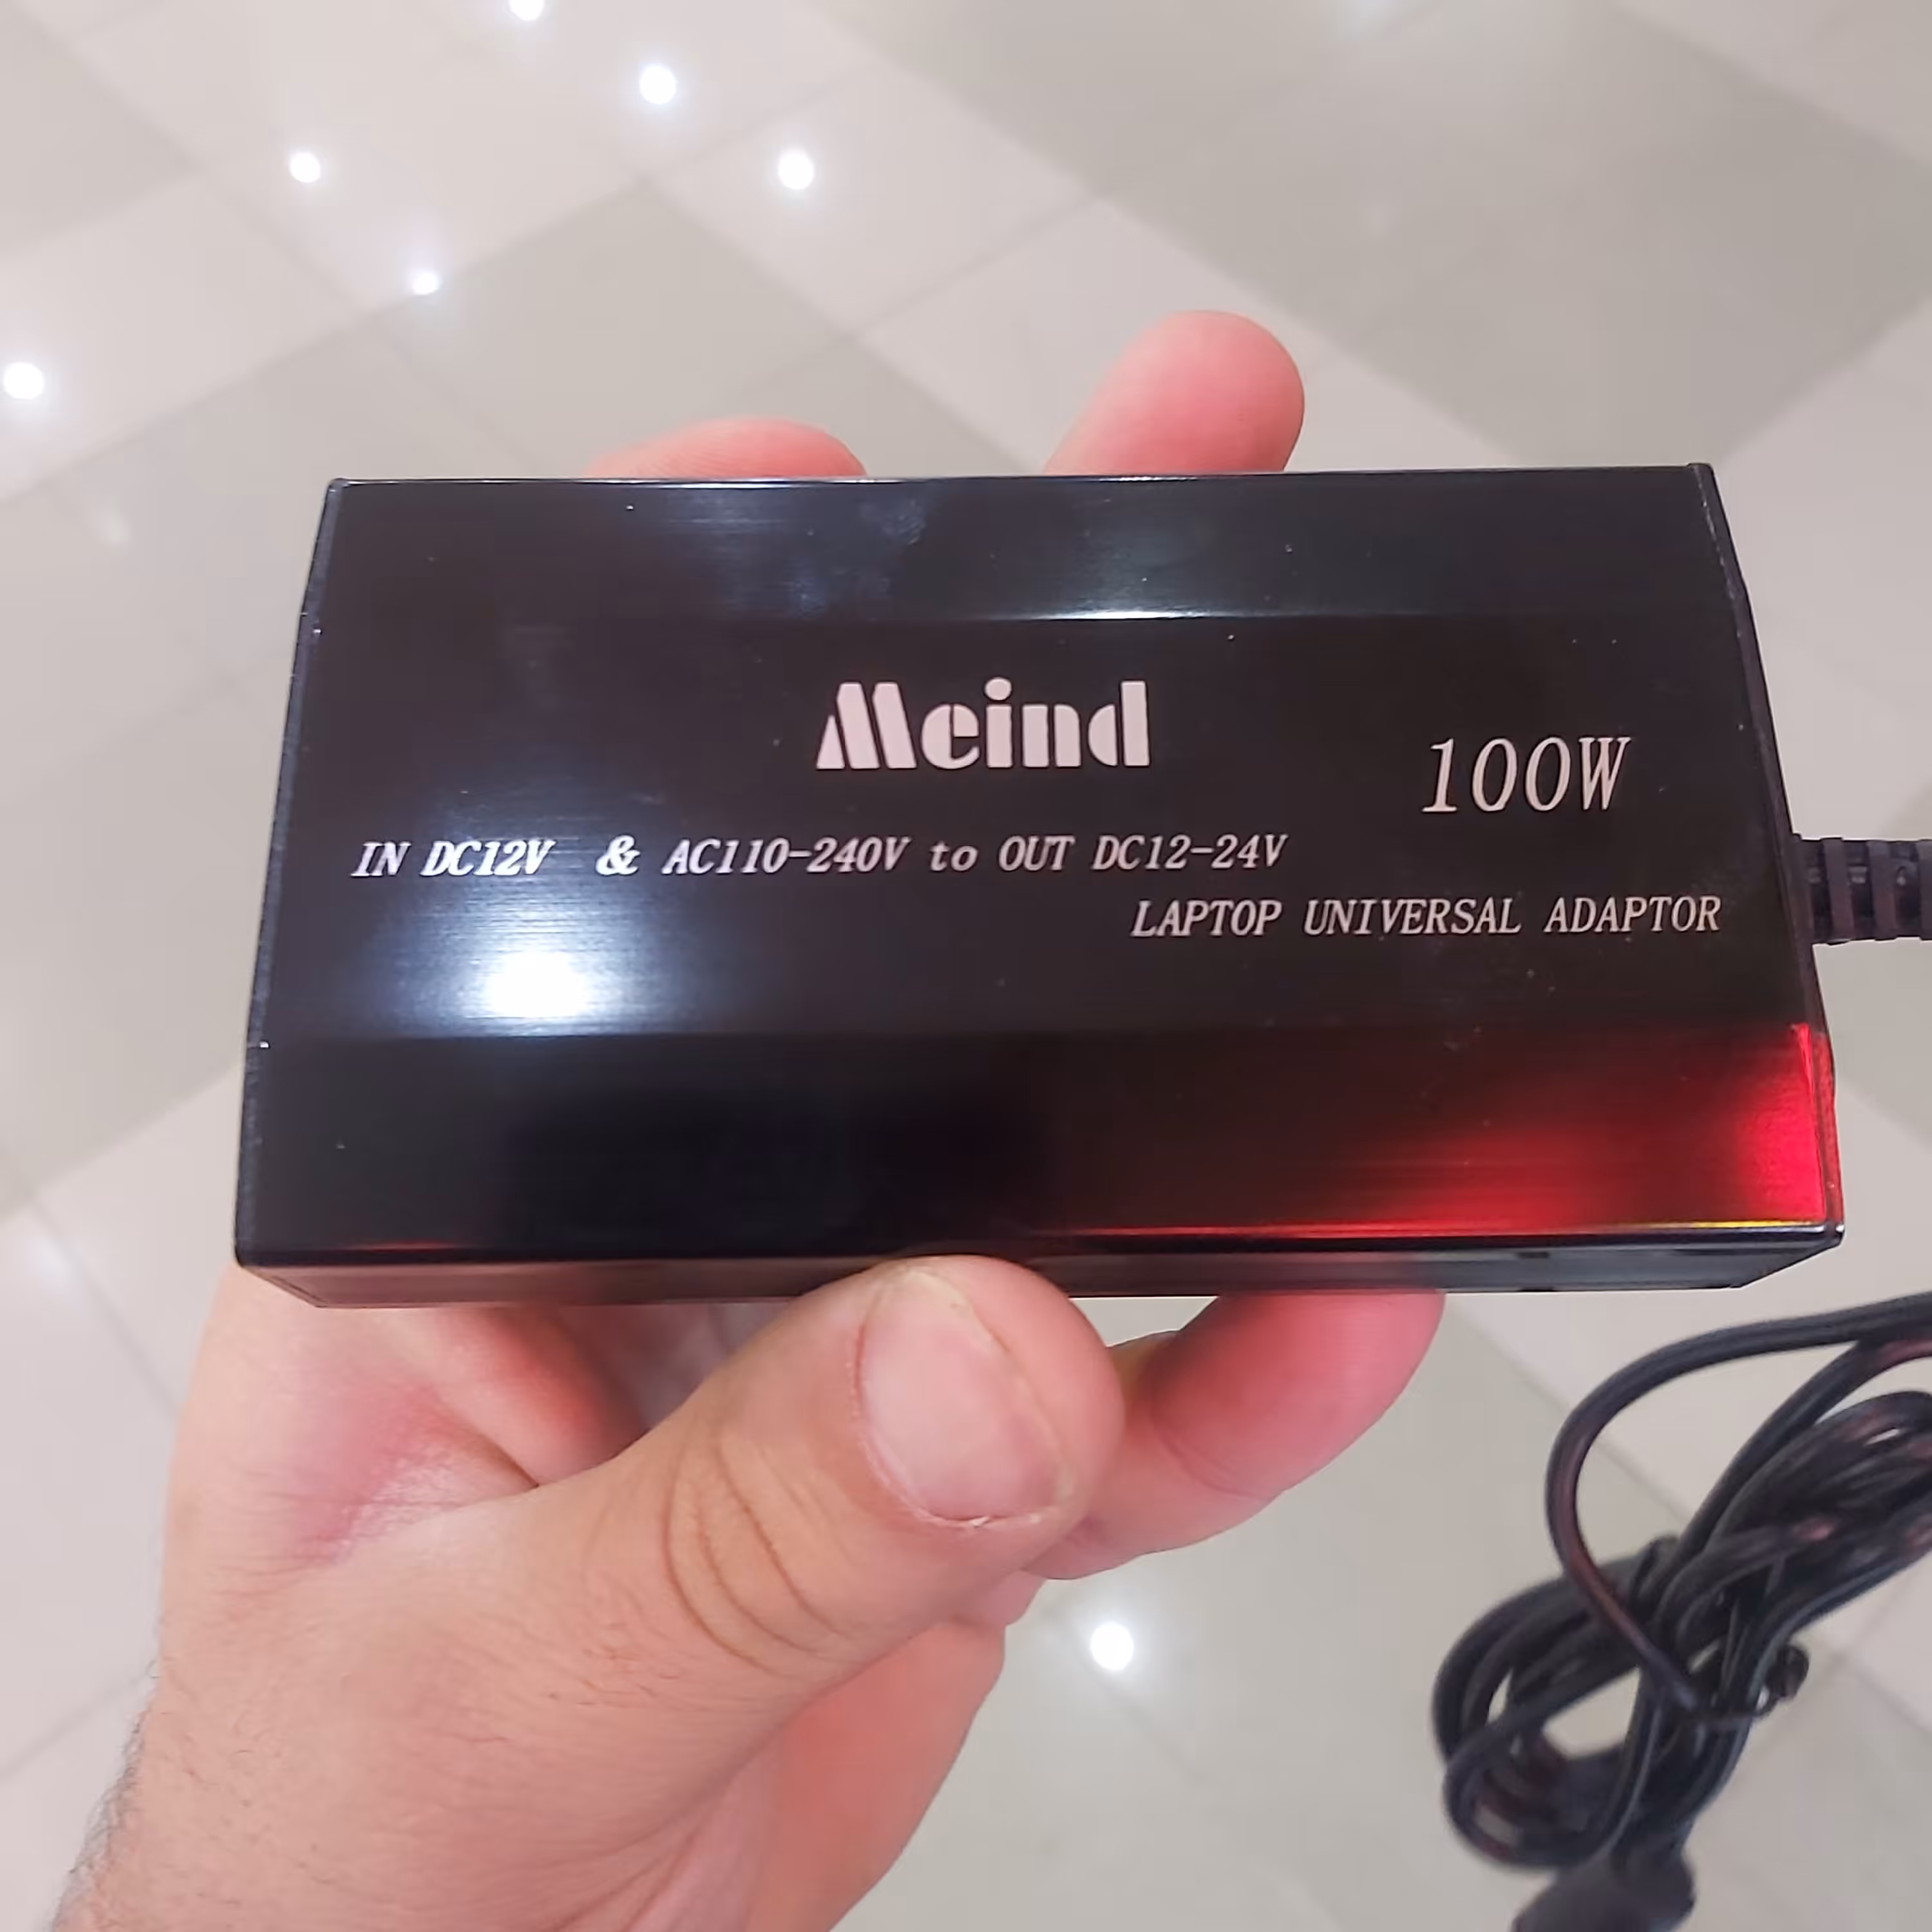 Meind
100W
IN DC12V & AC110-240V to OUT DC12-24V
LAPTOP UNIVERSAL ADAPTOR